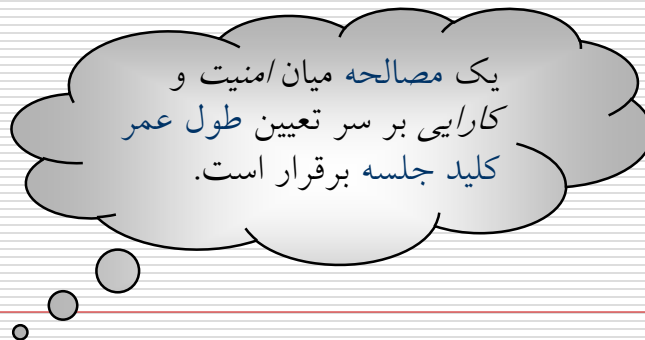 یک مصالحه میان امنیت و
کارایی بر سر تعیین طول عمر
کلید جلسه برقرار است.